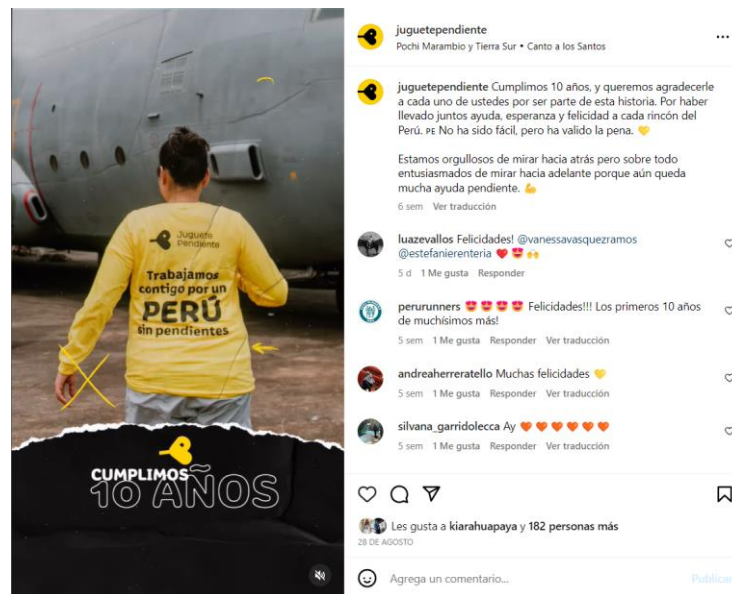 Juguete
Pendiente
Trabajamos
contigo por un
PERÚ
sin pendientes
CUMPLIMOS
10 AÑOS
juguetependiente
Pochi Marambio y Tierra Sur • Canto a los Santos
juguetependiente Cumplimos 10 años, y queremos agradecerle
a cada uno de ustedes por ser parte de esta historia. Por haber
llevado juntos ayuda, esperanza y felicidad a cada rincón del
Perú. PE No ha sido fácil, pero ha valido la pena. 💛
Estamos orgullosos de mirar hacia atrás pero sobre todo
entusiasmados de mirar hacia adelante porque aún queda
mucha ayuda pendiente. 💪
6 sem Ver traducción
luazevallos Felicidades! @vanessavasquezramos
@estefanierenteria ❤️ 😍 🙌
5 d 1 Me gusta Responder
perurunners 😍 😍 😍 😍 Felicidades!!! Los primeros 10 años
de muchísimos más!
5 sem 1 Me gusta Responder Ver traducción
andreaherreratello Muchas felicidades 💛
5 sem 1 Me gusta Responder Ver traducción
silvana_garridolecca Ay 🧡 🧡 🧡 🧡 🧡 🧡
5 sem 1 Me gusta Responder Ver traducción
Les gusta a kiarahuapaya y 182 personas más
28 DE AGOSTO
Agrega un comentario...
Publicar